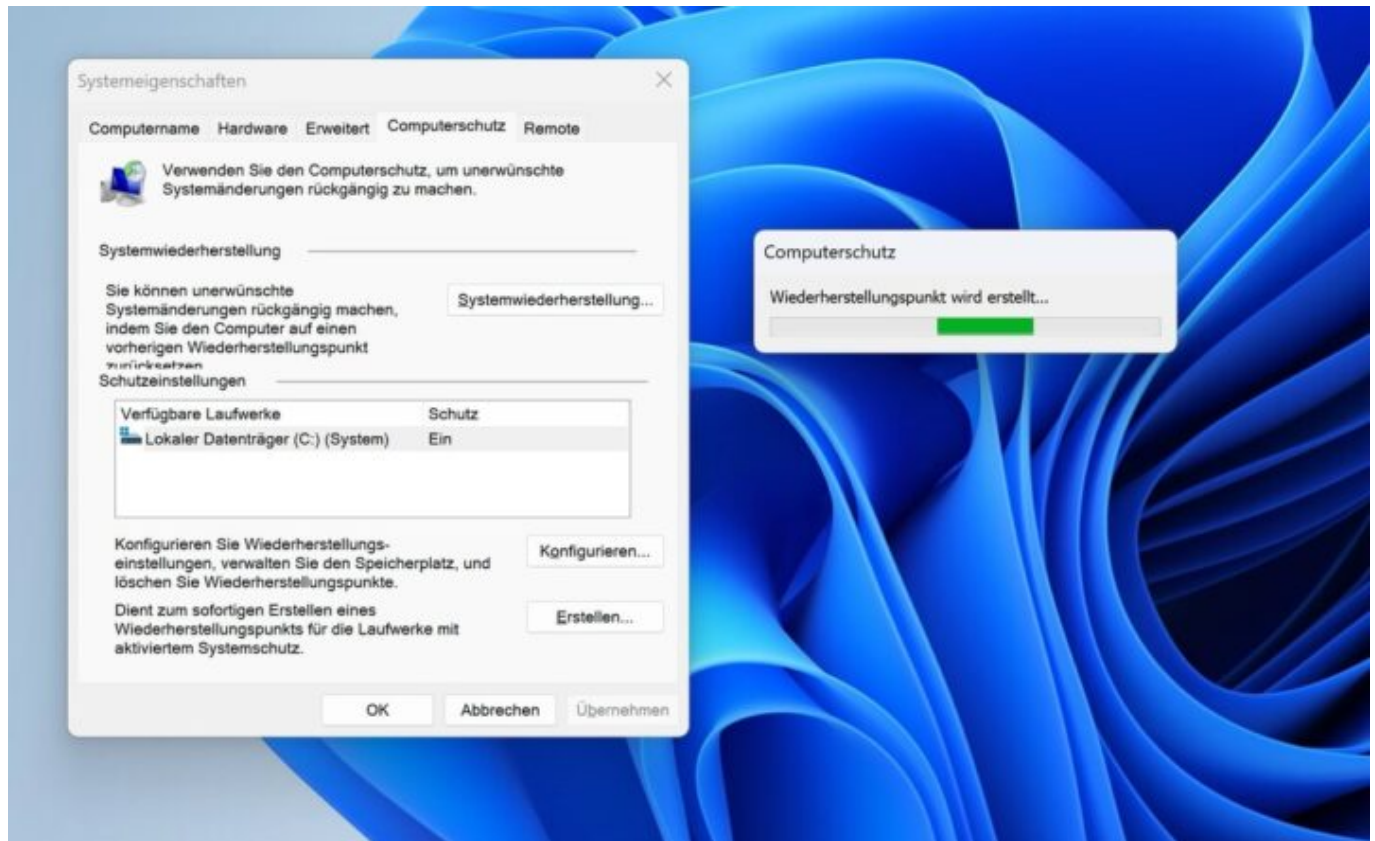 Systemeigenschaften
Computername Hardware Erweitert Computerschutz Remote
Verwenden Sie den Computerschutz, um unerwünschte
Systemänderungen rückgängig zu machen.
Systemwiederherstellung
Sie können unerwünschte
Systemänderungen rückgängig machen,
indem Sie den Computer auf einen
vorherigen Wiederherstellungspunkt
zurücksetzen
Systemwiederherstellung...
Schutzeinstellungen
Verfügbare Laufwerke Schutz
Lokaler Datenträger (C:) (System) Ein
Konfigurieren Sie Wiederherstellungs-
einstellungen, verwalten Sie den Speicherplatz, und
löschen Sie Wiederherstellungspunkte.
Konfigurieren...
Dient zum sofortigen Erstellen eines
Wiederherstellungspunkts für die Laufwerke mit
aktiviertem Systemschutz.
Erstellen...
OK Abbrechen Übernehmen
Computerschutz
Wiederherstellungspunkt wird erstellt...